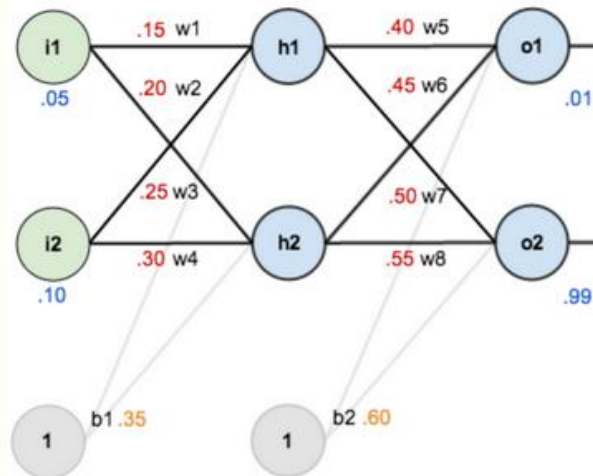 i1 .15 w1 h1 .40 w5 o1
.05 .20 w2 .45 w6 .01
.25 w3 .50 w7
i2 h2 o2
.30 w4 .55 w8
.10 .99
b1 .35 b2 .60
1 1